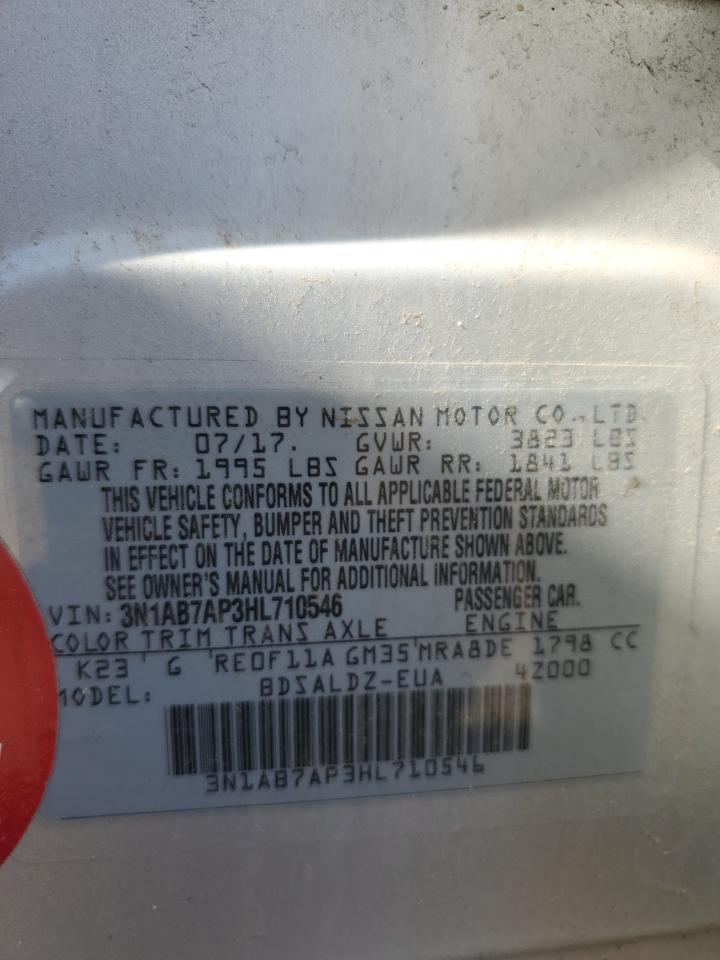 MANUFACTURED BY NISSAN MOTOR CO.,LTD.
DATE: 07/17. GVWR: 3823 LBS
GAWR FR: 1995 LBS GAWR RR: 1841 LBS
THIS VEHICLE CONFORMS TO ALL APPLICABLE FEDERAL MOTOR
VEHICLE SAFETY, BUMPER AND THEFT PREVENTION STANDARDS
IN EFFECT ON THE DATE OF MANUFACTURE SHOWN ABOVE.
SEE OWNER'S MANUAL FOR ADDITIONAL INFORMATION.
VIN: 3N1AB7AP3HL710546 PASSENGER CAR.
COLOR TRIM TRANS AXLE ENGINE
K23 G RE0F11A GM35 MRA8DE 1798 CC
MODEL: BDSALDZ-EUA 4Z000
3N1AB7AP3HL710546